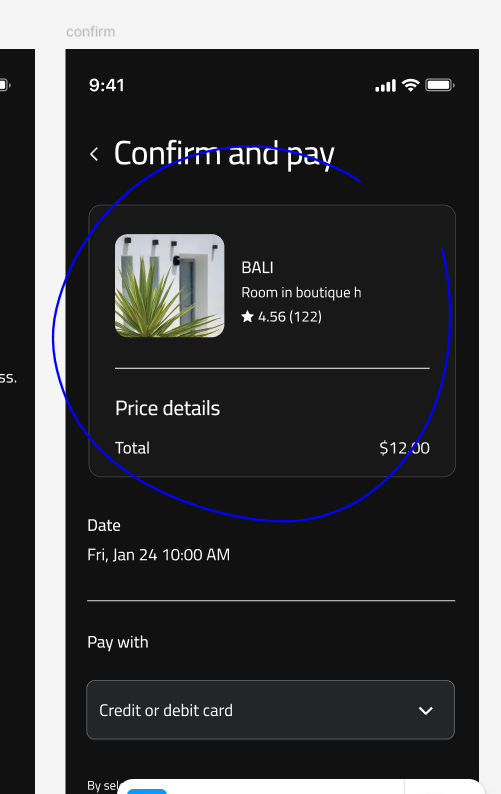 confirm
9:41
Confirm and pay
BALI
Room in boutique h
4.56 (122)
ss.
Price details
Total $12.00
Date
Fri, Jan 24 10:00 AM
Pay with
Credit or debit card
By sel